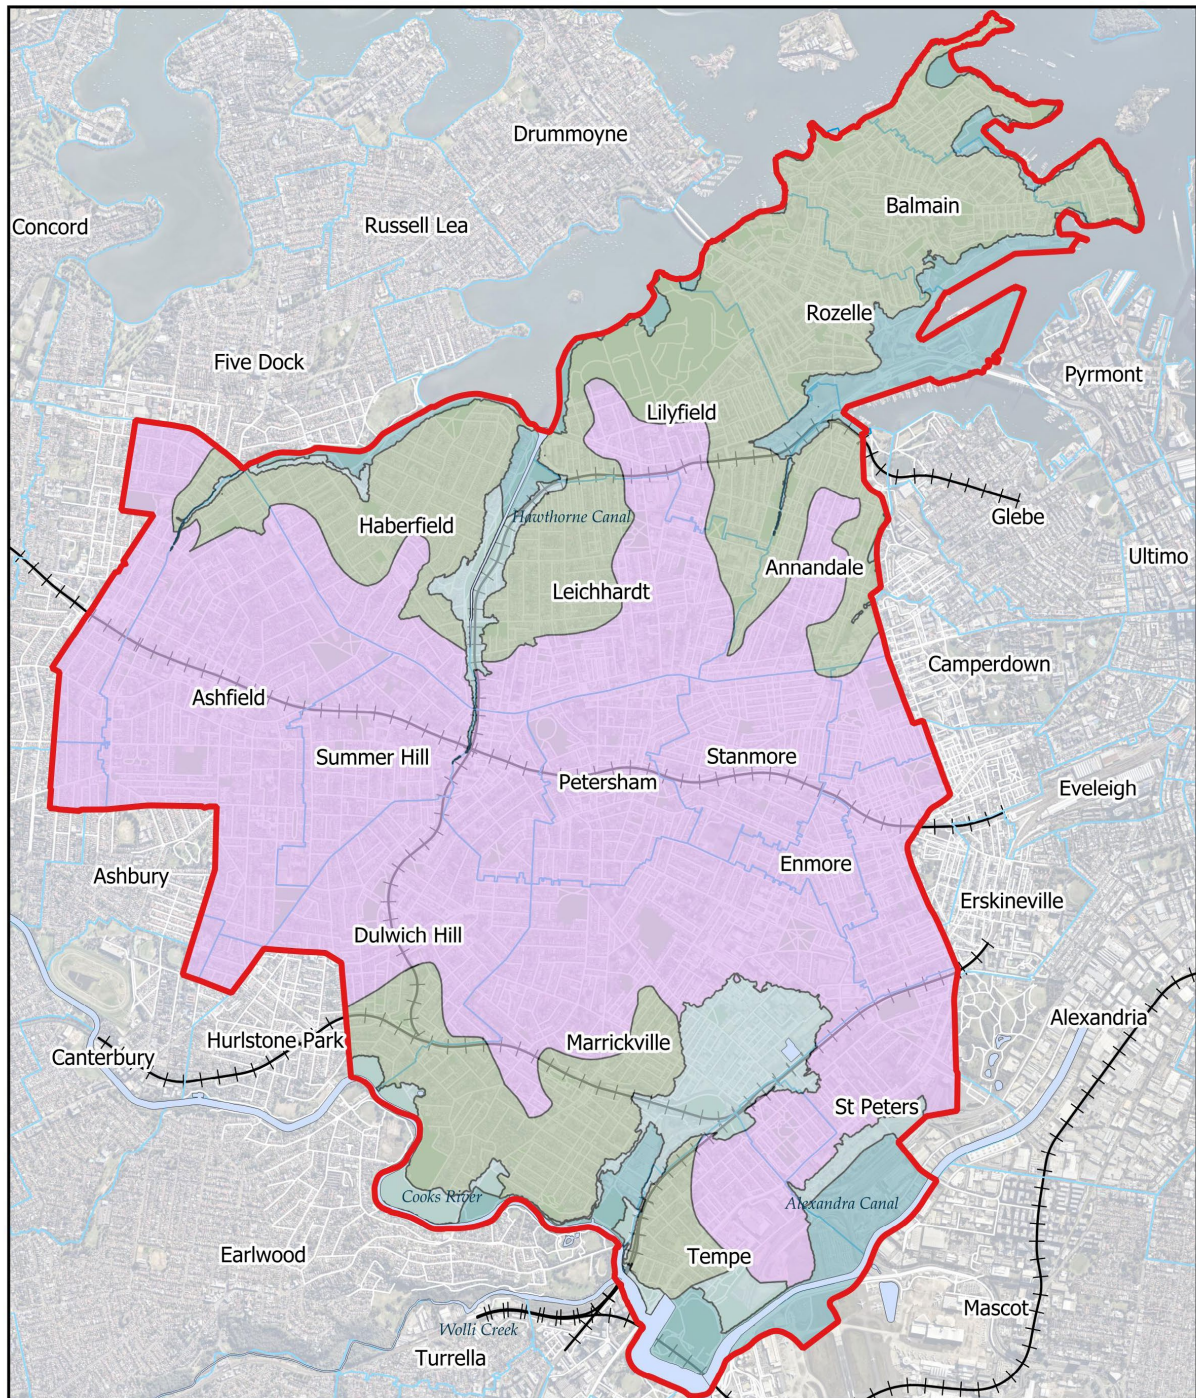 Drummoyne
Balmain
Concord
Russell Lea
Rozelle
Five Dock
Pyrmont
Lilyfield
Hawthorne Canal
Glebe
Haberfield
Ultimo
Annandale
Leichhardt
Camperdown
Ashfield
Summer Hill
Stanmore
Petersham
Eveleigh
Enmore
Ashbury
Erskineville
Dulwich Hill
Alexandria
Hurlstone Park
Marrickville
Canterbury
St Peters
Cooks River
Alexandra Canal
Earlwood
Tempe
Mascot
Wolli Creek
Turrella